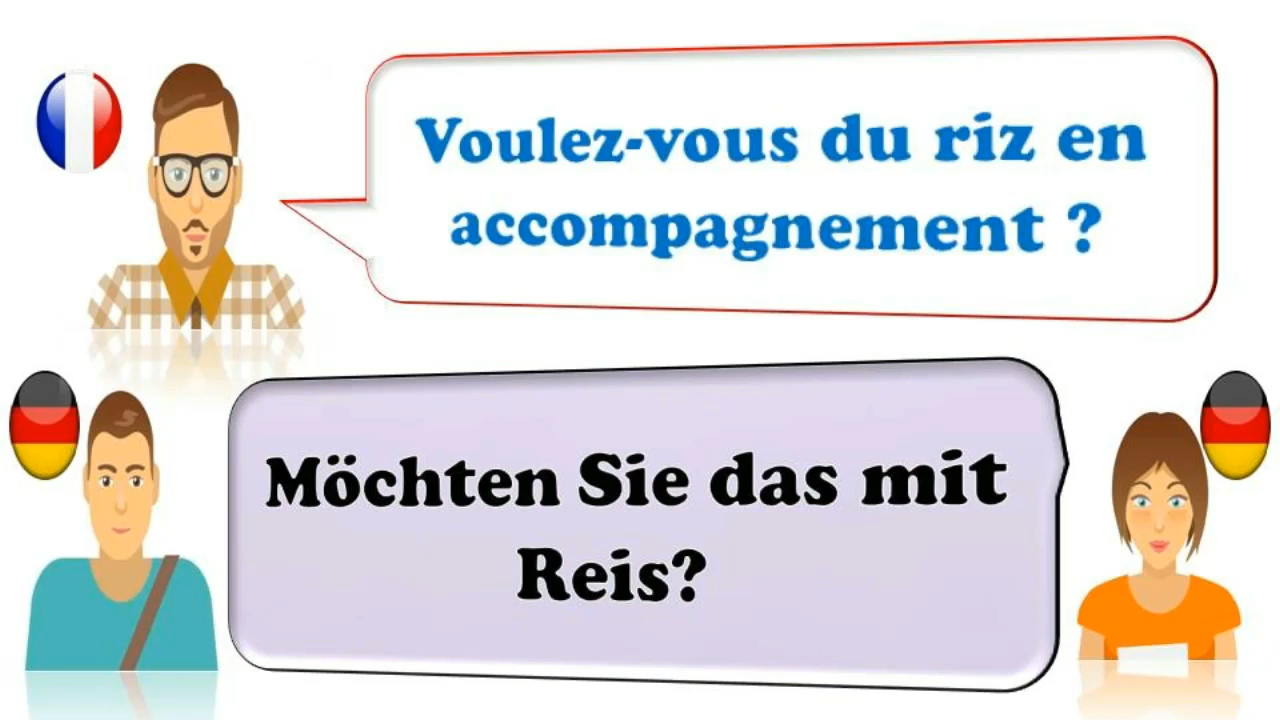 Voulez-vous du riz en
accompagnement ?
Möchten Sie das mit
Reis?